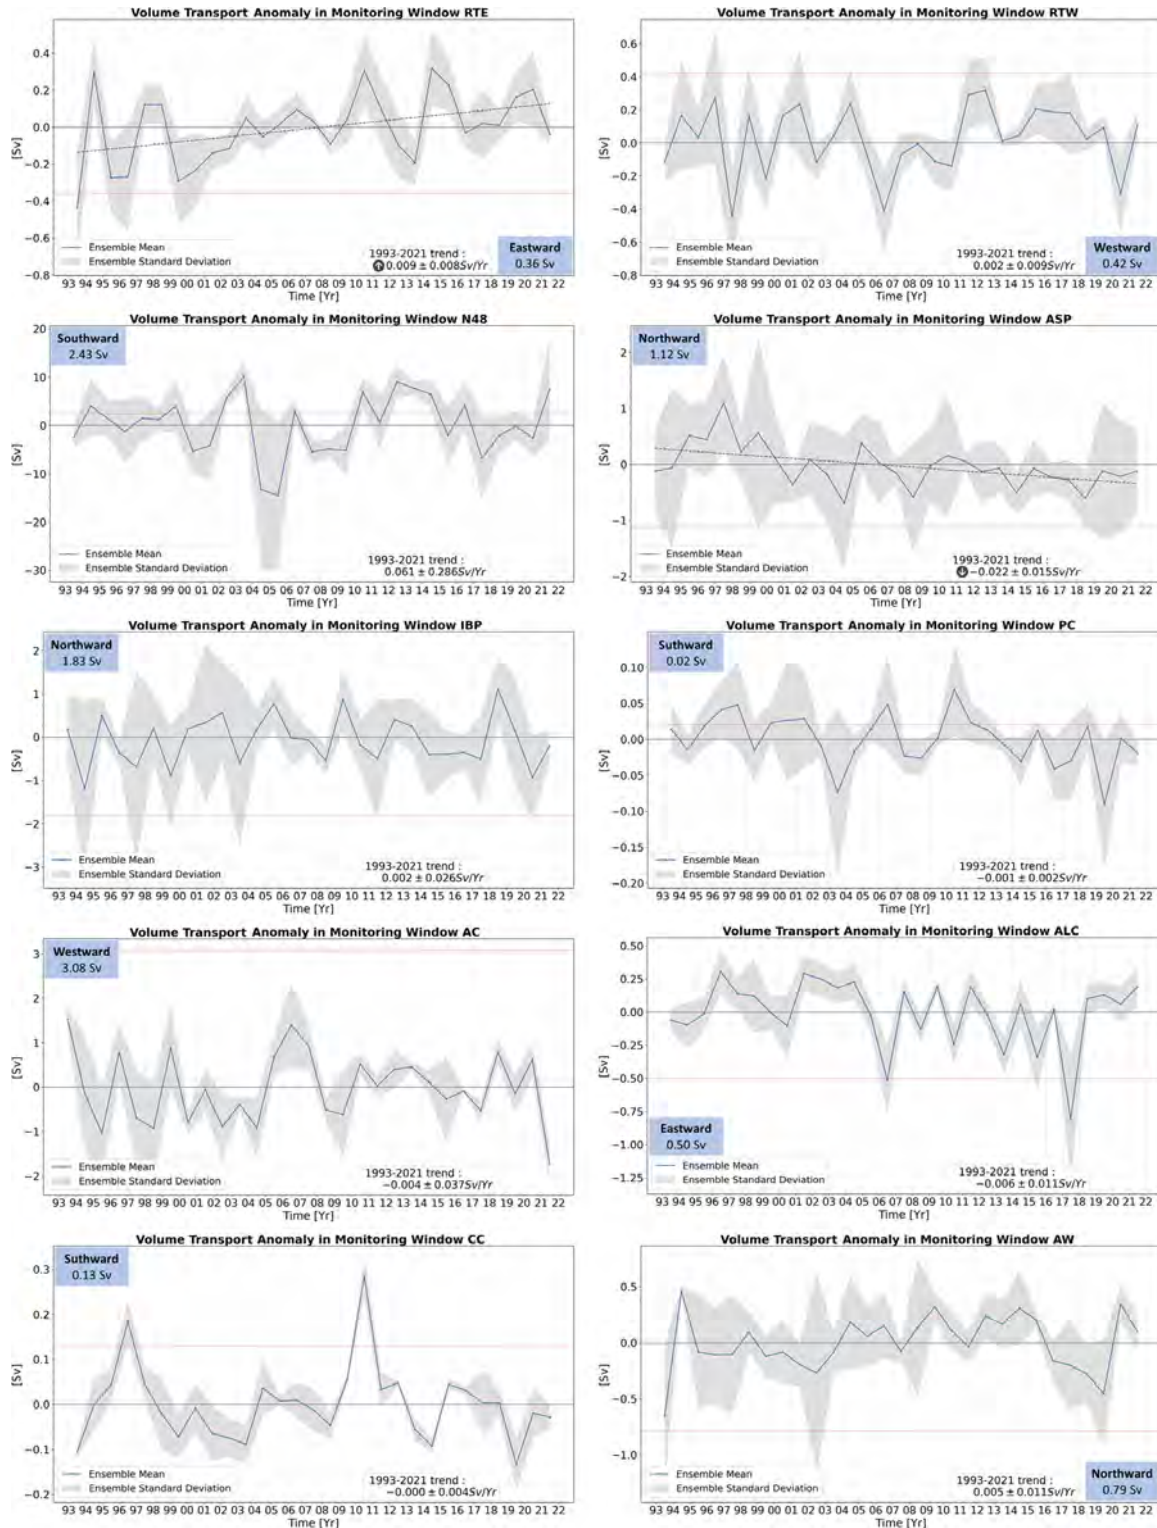 Volume Transport Anomaly in Monitoring Window RTE
0.4
0.2
0.0
−0.2
−0.4
−0.6
−0.8
[Sv]
Ensemble Mean
Ensemble Standard Deviation
1993-2021 trend :
0.009 ± 0.008Sv/Yr
Eastward
0.36 Sv
93 94 95 96 97 98 99 00 02 03 04 05 06 07 08 09 10 11 12 13 14 15 16 17 19 20 21 22
Time [Yr]
Volume Transport Anomaly in Monitoring Window RTW
0.6
0.4
0.2
0.0
−0.2
−0.4
−0.6
−0.8
[Sv]
Ensemble Mean
Ensemble Standard Deviation
1993-2021 trend :
0.002 ± 0.009Sv/Yr
Westward
0.42 Sv
93 94 95 96 97 98 99 00 02 03 04 05 06 07 08 09 10 11 12 13 14 15 16 17 19 20 21 22
Time [Yr]
Volume Transport Anomaly in Monitoring Window N48
Southward
2.43 Sv
20
10
0
−10
−20
−30
[Sv]
Ensemble Mean
Ensemble Standard Deviation
1993-2021 trend :
0.061 ± 0.286Sv/Yr
93 94 95 96 97 98 99 00 02 03 04 05 06 07 08 09 10 11 12 13 14 15 16 17 19 20 21 22
Time [Yr]
Volume Transport Anomaly in Monitoring Window ASP
Northward
1.12 Sv
2
1
0
−1
−2
[Sv]
Ensemble Mean
Ensemble Standard Deviation
1993-2021 trend :
−0.022 ± 0.015Sv/Yr
93 94 95 96 97 98 99 00 02 03 04 05 06 07 08 09 10 11 12 13 14 15 16 17 19 20 21 22
Time [Yr]
Volume Transport Anomaly in Monitoring Window IBP
Northward
1.83 Sv
2
1
0
−1
−2
−3
[Sv]
Ensemble Mean
Ensemble Standard Deviation
1993-2021 trend :
0.002 ± 0.026Sv/Yr
93 94 95 96 97 98 99 00 02 03 04 05 06 07 08 09 10 11 12 13 14 15 16 17 19 20 21 22
Time [Yr]
Volume Transport Anomaly in Monitoring Window PC
Suthward
0.02 Sv
0.10
0.05
0.00
−0.05
−0.10
−0.15
−0.20
[Sv]
Ensemble Mean
Ensemble Standard Deviation
1993-2021 trend :
−0.001 ± 0.002Sv/Yr
93 94 95 96 97 98 99 00 02 03 04 05 06 07 08 09 10 11 12 13 14 15 16 17 19 20 21 22
Time [Yr]
Volume Transport Anomaly in Monitoring Window AC
Westward
3.08 Sv
3
2
1
0
−1
−2
[Sv]
Ensemble Mean
Ensemble Standard Deviation
1993-2021 trend :
−0.004 ± 0.037Sv/Yr
93 94 95 96 97 98 99 00 02 03 04 05 06 07 08 09 10 11 12 13 14 15 16 17 19 20 21 22
Time [Yr]
Volume Transport Anomaly in Monitoring Window ALC
0.50
0.25
0.00
−0.25
−0.50
−0.75
−1.00
−1.25
[Sv]
Eastward
0.50 Sv
Ensemble Mean
Ensemble Standard Deviation
1993-2021 trend :
−0.006 ± 0.011Sv/Yr
93 94 95 96 97 98 99 00 02 03 04 05 06 07 08 09 10 11 12 13 14 15 16 17 19 20 21 22
Time [Yr]
Volume Transport Anomaly in Monitoring Window CC
Suthward
0.13 Sv
0.3
0.2
0.1
0.0
−0.1
−0.2
[Sv]
Ensemble Mean
Ensemble Standard Deviation
1993-2021 trend :
−0.000 ± 0.004Sv/Yr
93 94 95 96 97 98 99 00 02 03 04 05 06 07 08 09 10 11 12 13 14 15 16 17 19 20 21 22
Time [Yr]
Volume Transport Anomaly in Monitoring Window AW
0.5
0.0
−0.5
−1.0
[Sv]
Ensemble Mean
Ensemble Standard Deviation
1993-2021 trend :
0.005 ± 0.011Sv/Yr
Northward
0.79 Sv
93 94 95 96 97 98 99 00 02 03 04 05 06 07 08 09 10 11 12 13 14 15 16 17 19 20 21 22
Time [Yr]